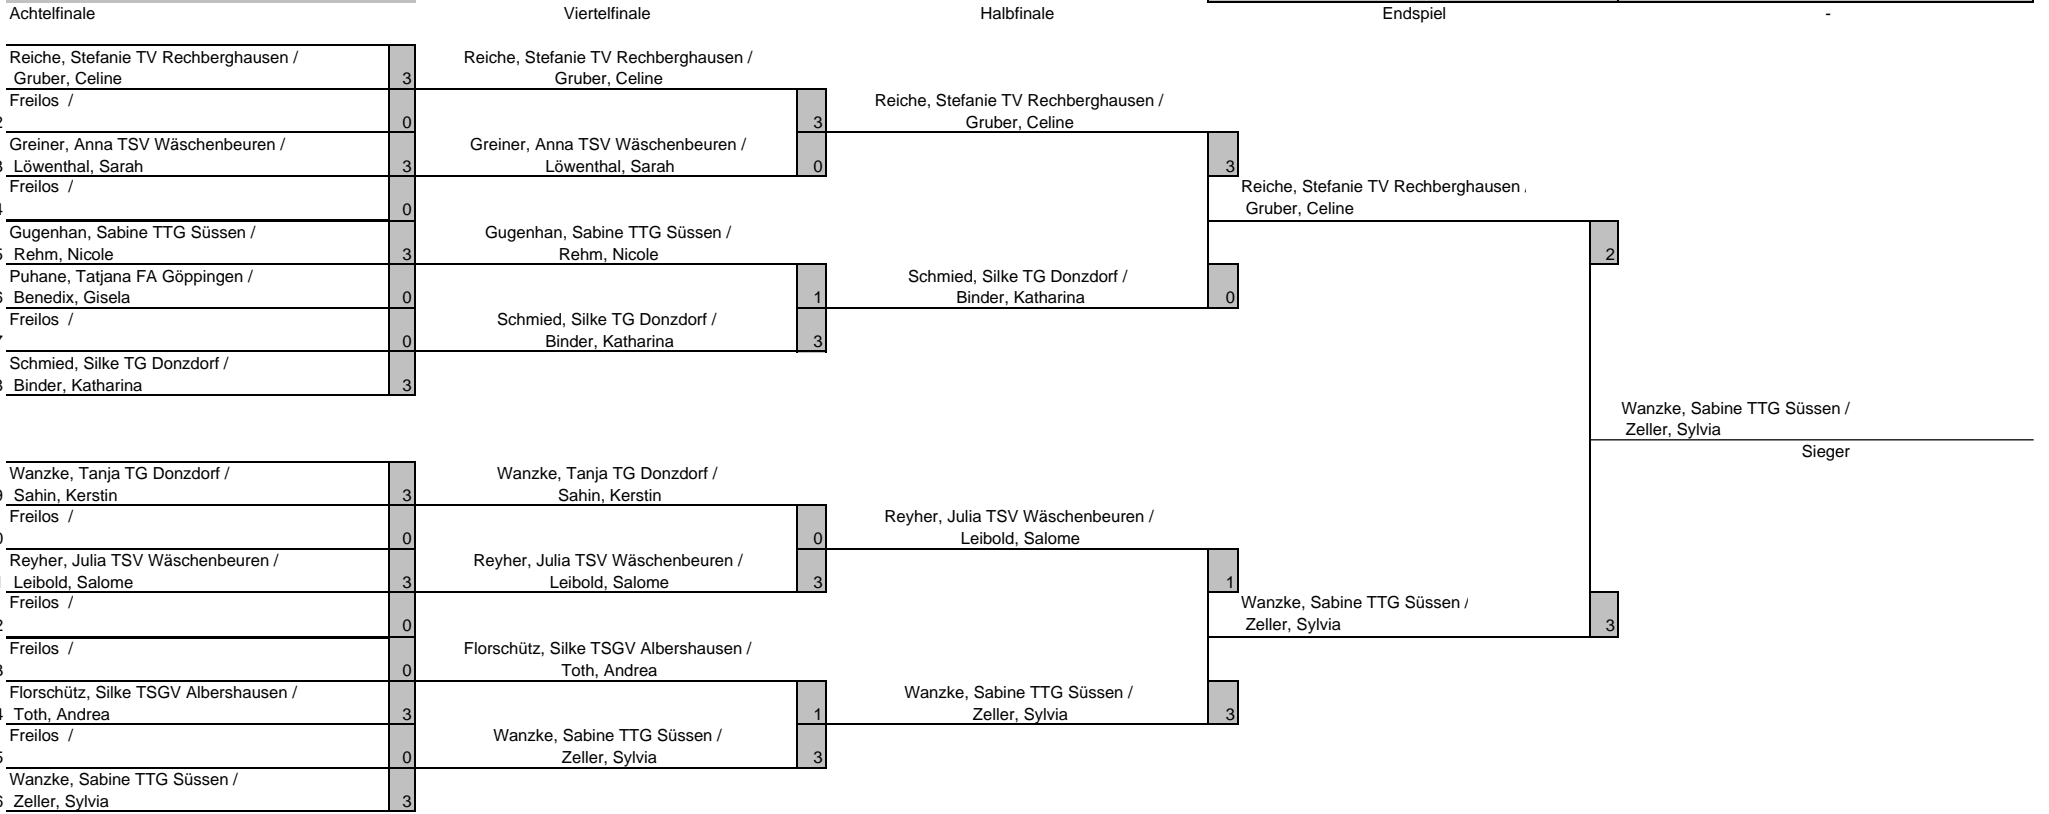 Achtelfinale Viertelfinale Halbfinale Endspiel -
Reiche, Stefanie TV Rechberghausen /
Gruber, Celine 3
Freilos /
0
Greiner, Anna TSV Wäschenbeuren /
Löwenthal, Sarah 3
Freilos /
0
Gugenhan, Sabine TTG Süssen /
Rehm, Nicole 3
Puhane, Tatjana FA Göppingen /
Benedix, Gisela 0
Freilos /
0
Schmied, Silke TG Donzdorf /
Binder, Katharina 3
Wanzke, Tanja TG Donzdorf /
Sahin, Kerstin 3
Freilos /
0
Reyher, Julia TSV Wäschenbeuren /
Leibold, Salome 3
Freilos /
0
Freilos /
0
Florschütz, Silke TSGV Albershausen /
Toth, Andrea 3
Freilos /
0
Wanzke, Sabine TTG Süssen /
Zeller, Sylvia 3
Reiche, Stefanie TV Rechberghausen /
Gruber, Celine
3
Greiner, Anna TSV Wäschenbeuren /
Löwenthal, Sarah 0
Gugenhan, Sabine TTG Süssen /
Rehm, Nicole
1
Schmied, Silke TG Donzdorf /
Binder, Katharina 3
Wanzke, Tanja TG Donzdorf /
Sahin, Kerstin
0
Reyher, Julia TSV Wäschenbeuren /
Leibold, Salome 3
Florschütz, Silke TSGV Albershausen /
Toth, Andrea
1
Wanzke, Sabine TTG Süssen /
Zeller, Sylvia 3
Reiche, Stefanie TV Rechberghausen /
Gruber, Celine
3
Schmied, Silke TG Donzdorf /
Binder, Katharina 0
Reyher, Julia TSV Wäschenbeuren /
Leibold, Salome
1
Wanzke, Sabine TTG Süssen /
Zeller, Sylvia 3
Reiche, Stefanie TV Rechberghausen /
Gruber, Celine
2
Wanzke, Sabine TTG Süssen /
Zeller, Sylvia 3
Wanzke, Sabine TTG Süssen /
Zeller, Sylvia
Sieger